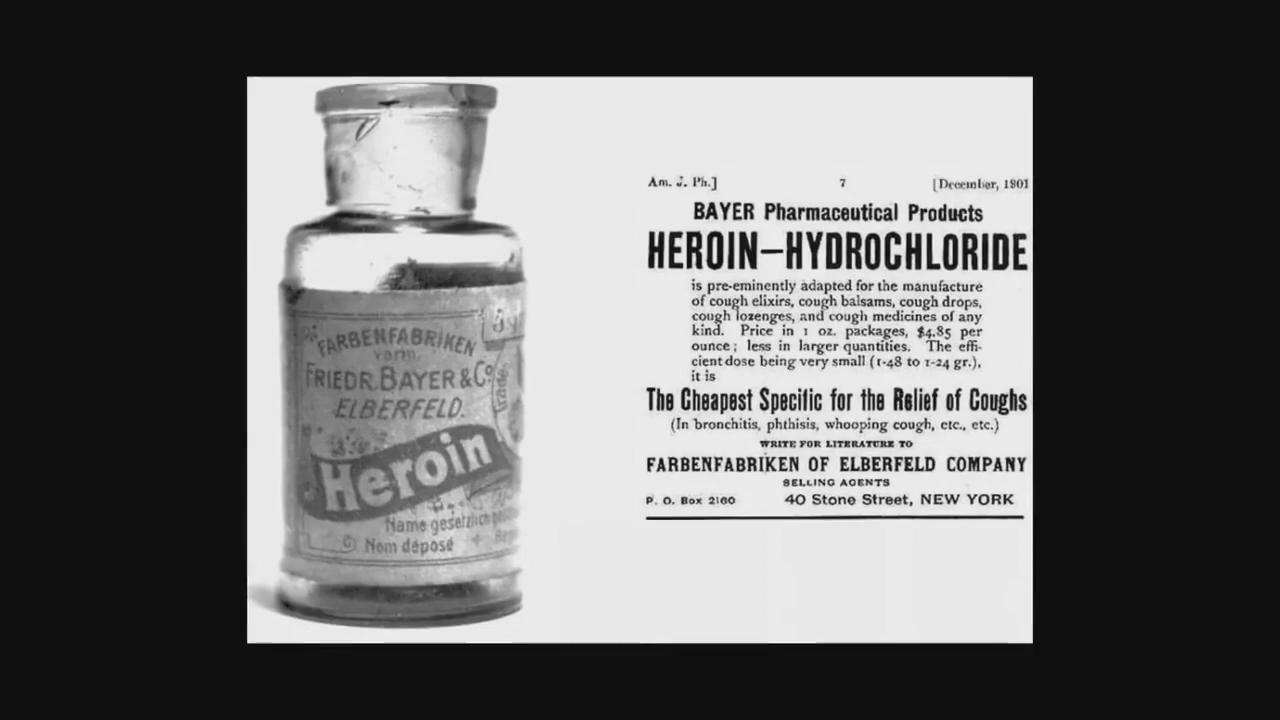 FARBENFABRIKEN
vorm.
FRIEDR. BAYER & Co.
ELBERFELD.
Heroin
Name gesetzlich
Nom déposé
Am. J. Ph.] 7 [December, 1901
BAYER Pharmaceutical Products
HEROIN—HYDROCHLORIDE
is pre-eminently adapted for the manufacture
of cough elixirs, cough balsams, cough drops,
cough lozenges, and cough medicines of any
kind. Price in 1 oz. packages, $4.85 per
ounce; less in larger quantities. The effi-
cient dose being very small (1-48 to 1-24 gr.),
it is
The Cheapest Specific for the Relief of Coughs
(In bronchitis, phthisis, whooping cough, etc., etc.)
WRITE FOR LITERATURE TO
FARBENFABRIKEN OF ELBERFELD COMPANY
SELLING AGENTS
P. O. Box 2160 40 Stone Street, NEW YORK